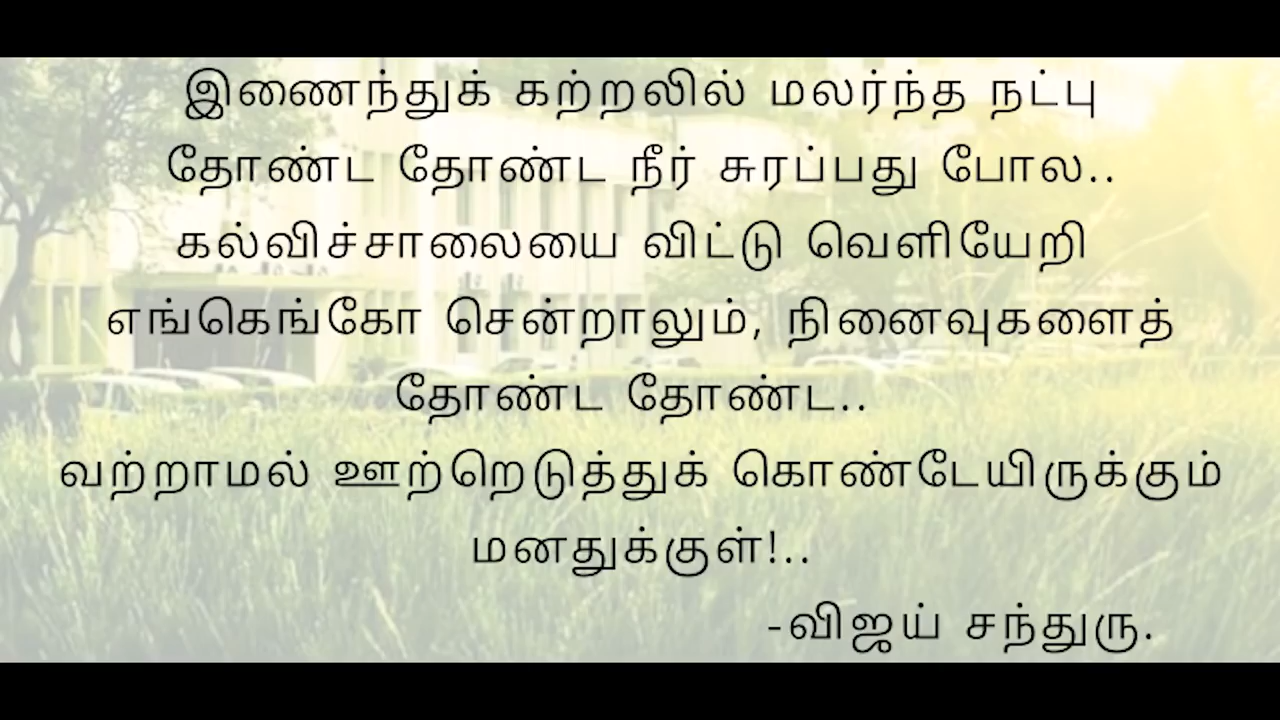 இணைந்துக் கற்றலில் மலர்ந்த நட்பு
தோண்ட தோண்ட நீர் சுரப்பது போல..
கல்விச்சாலையை விட்டு வெளியேறி
எங்கெங்கோ சென்றாலும், நினைவுகளைத்
தோண்ட தோண்ட..
வற்றாமல் ஊற்றெடுத்துக் கொண்டேயிருக்கும்
மனதுக்குள்!..
-விஜய் சந்துரு.